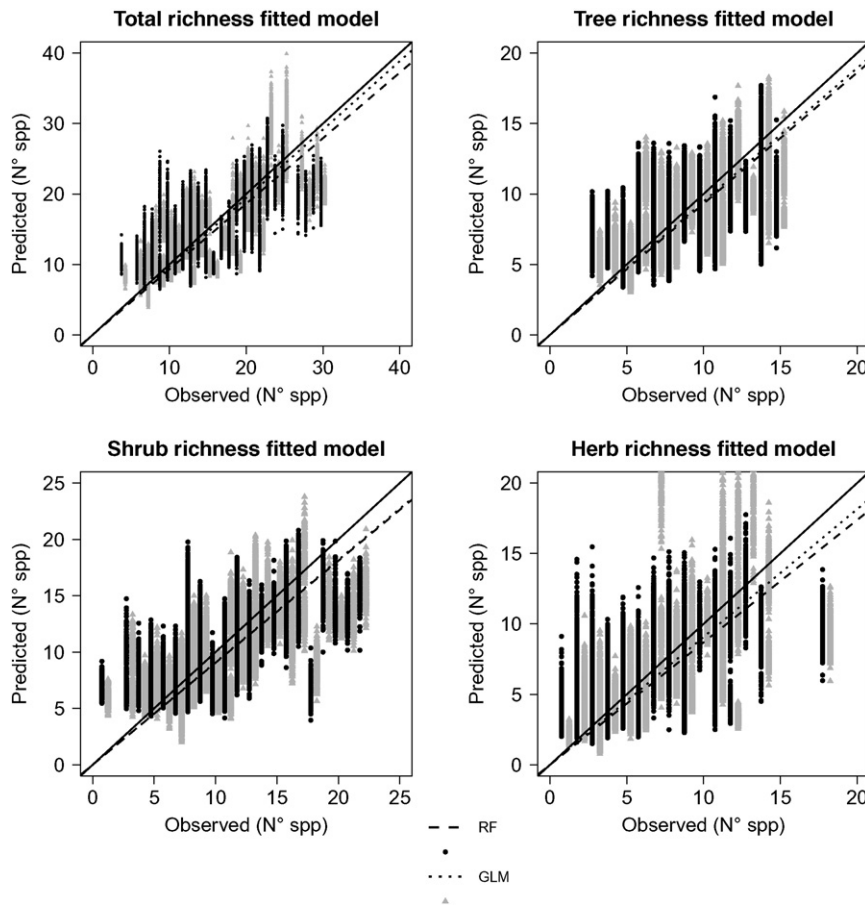 Total richness fitted model
40
30
20
10
0
Predicted (N° spp)
0 10 20 30 40
Observed (N° spp)
Tree richness fitted model
20
15
10
5
0
Predicted (N° spp)
0 5 10 15 20
Observed (N° spp)
Shrub richness fitted model
25
20
15
10
5
0
Predicted (N° spp)
0 5 10 15 20 25
Observed (N° spp)
Herb richness fitted model
20
15
10
5
0
Predicted (N° spp)
0 5 10 15 20
Observed (N° spp)
RF
GLM